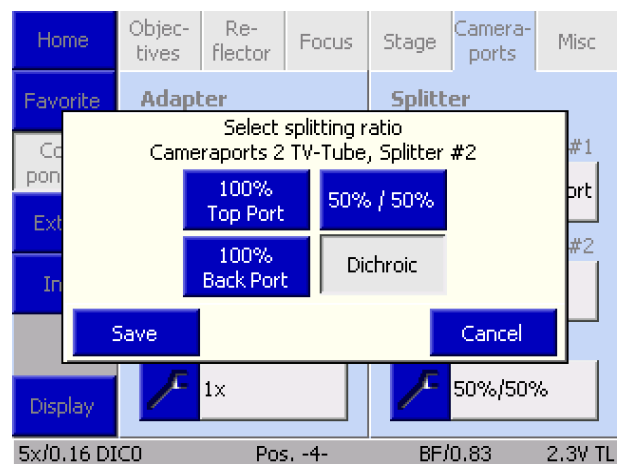 Home
Objec-
tives
Re-
flector
Focus
Stage
Camera-
ports
Misc
Favorite
Adapter
Splitter
Select splitting ratio
Cameraports 2 TV-Tube, Splitter #2
100%
Top Port
50% / 50%
100%
Back Port
Dichroic
Save
Cancel
#1
#2
Display
1x
50%/50%
5x/0.16 DIC0
Pos. -4-
BF/0.83
2.3V TL